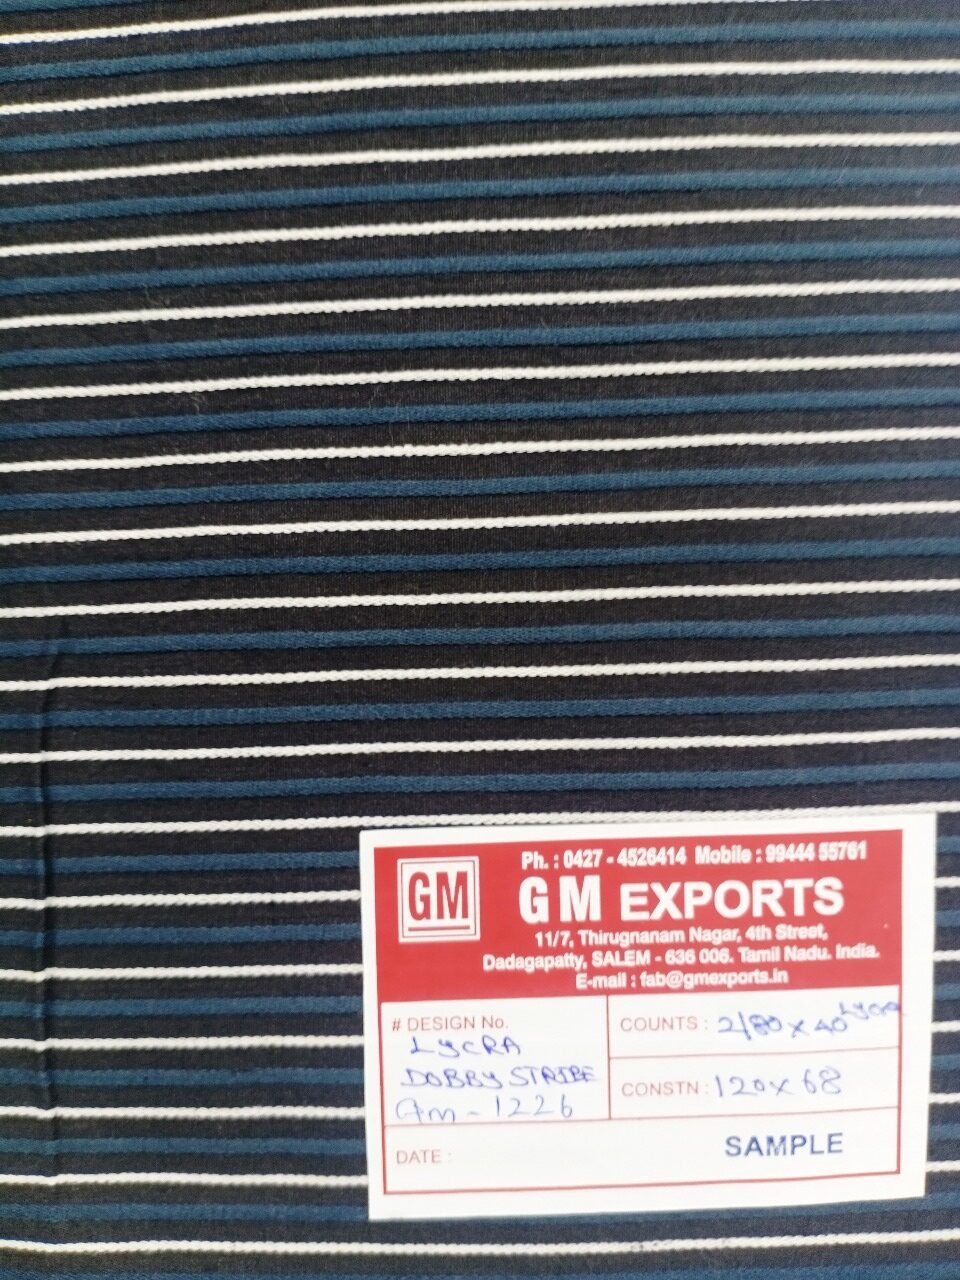 Ph. : 0427 - 4526414 Mobile : 99444 55761
GM
GM EXPORTS
11/7, Thirugnanam Nagar, 4th Street,
Dadagapatty, SALEM - 636 006. Tamil Nadu. India.
E-mail : fab@gmexports.in
# DESIGN No.
LYCRA
DOBBY STRIBE
GM - 1226
COUNTS : 2/80 x 40 Lycra
CONSTN : 120 x 68
DATE :
SAMPLE